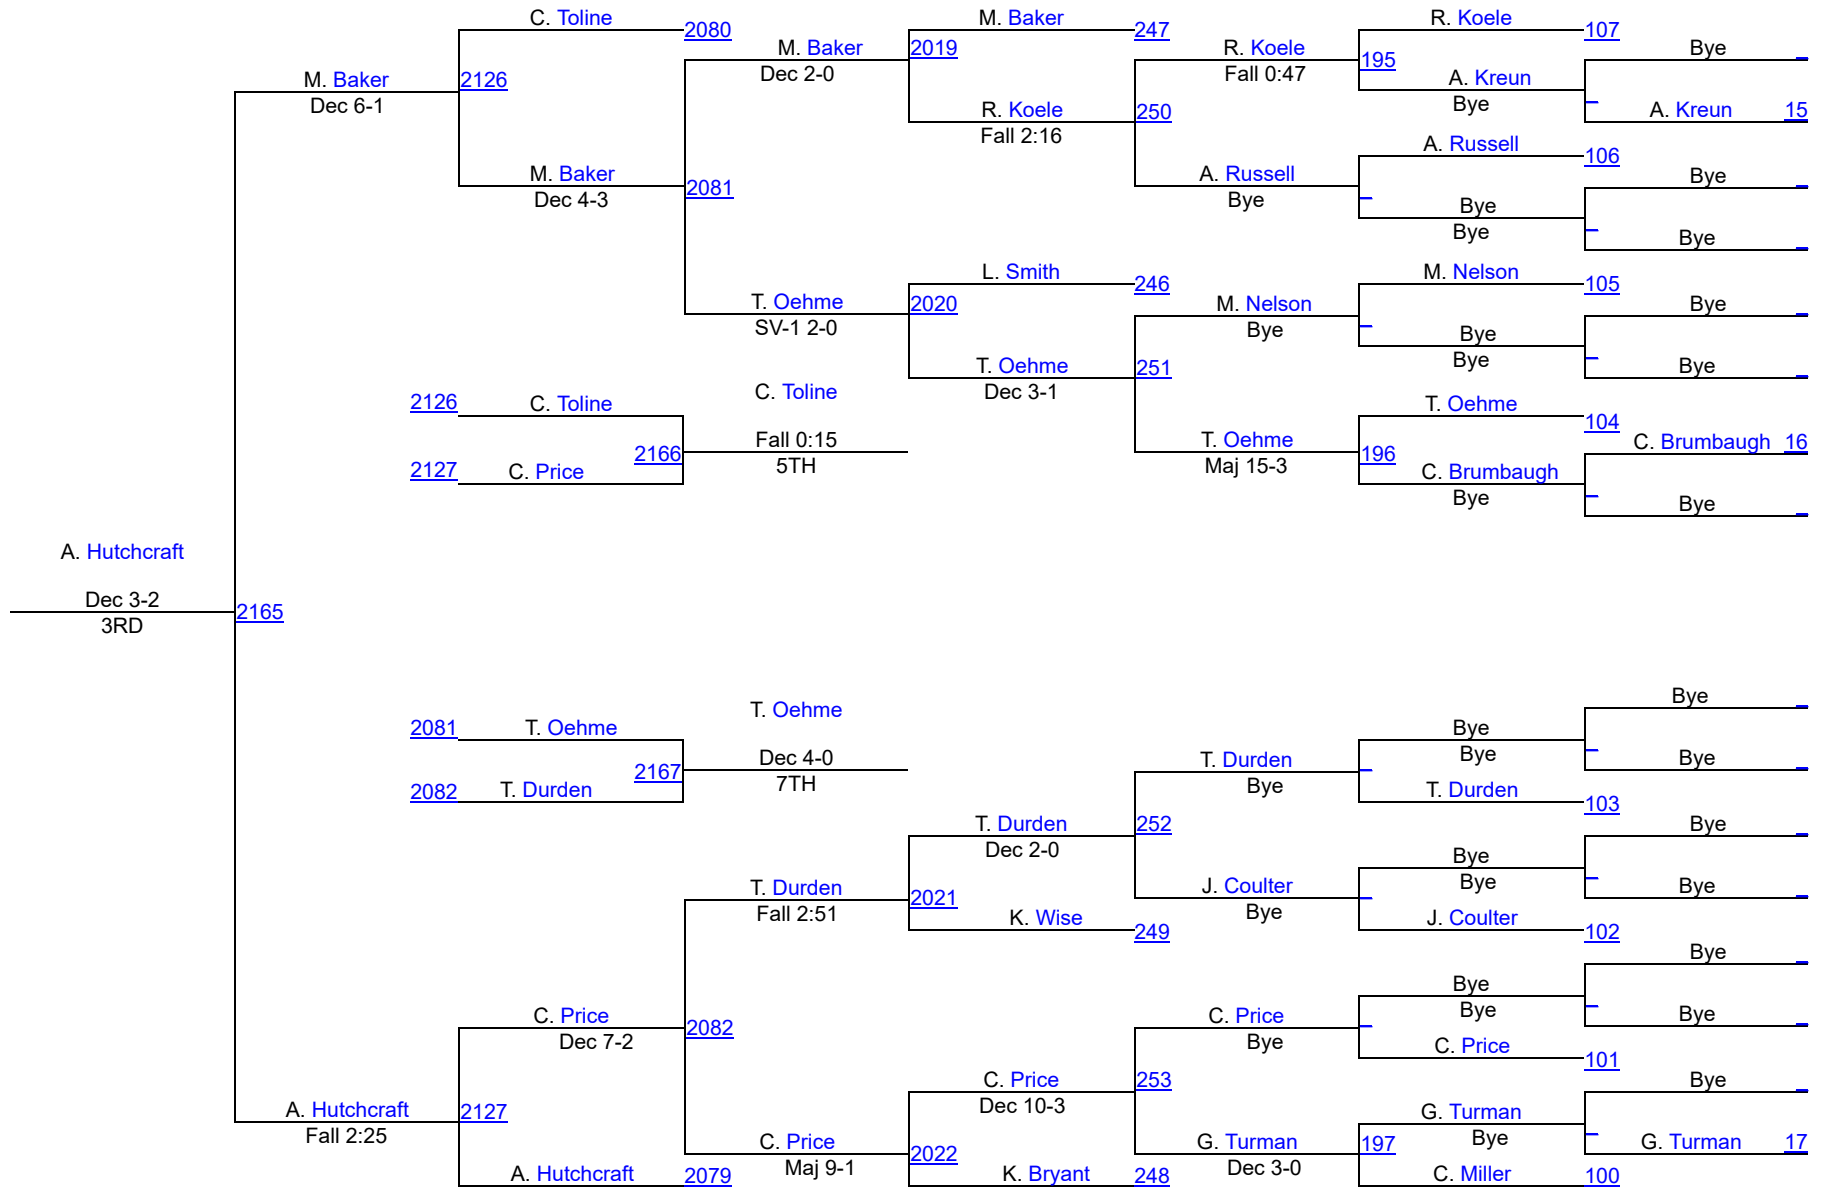 C. Toline
2080
M. Baker
247
R. Koele
107
M. Baker
2019
R. Koele
Bye
Dec 2-0
Fall 0:47
195
M. Baker
2126
A. Kreun
Dec 6-1
Bye
R. Koele
250
A. Kreun 15
Fall 2:16
A. Russell
106
M. Baker
2081
A. Russell
Bye
Dec 4-3
Bye
Bye
Bye
Bye
L. Smith
246
M. Nelson
105
T. Oehme
2020
M. Nelson
Bye
SV-1 2-0
Bye
Bye
Bye
T. Oehme
251
Bye
Dec 3-1
C. Toline
2126
C. Toline
T. Oehme
104
Fall 0:15
T. Oehme
C. Brumbaugh 16
2166
5TH
Maj 15-3
196
2127
C. Price
C. Brumbaugh
Bye
Bye
A. Hutchcraft
Dec 3-2
2165
3RD
Bye
T. Oehme
2081
T. Oehme
Bye
Dec 4-0
T. Durden
Bye
Bye
2167
7TH
Bye
2082
T. Durden
T. Durden
103
T. Durden
252
Bye
Dec 2-0
Bye
T. Durden
2021
J. Coulter
Bye
Bye
Fall 2:51
Bye
K. Wise
249
J. Coulter
102
Bye
Bye
C. Price
2082
C. Price
Bye
Bye
Dec 7-2
Bye
C. Price
101
C. Price
253
Bye
Dec 10-3
A. Hutchcraft
2127
G. Turman
Fall 2:25
Bye
C. Price
2022
G. Turman
197
G. Turman 17
Maj 9-1
Dec 3-0
A. Hutchcraft
2079
K. Bryant
248
C. Miller
100